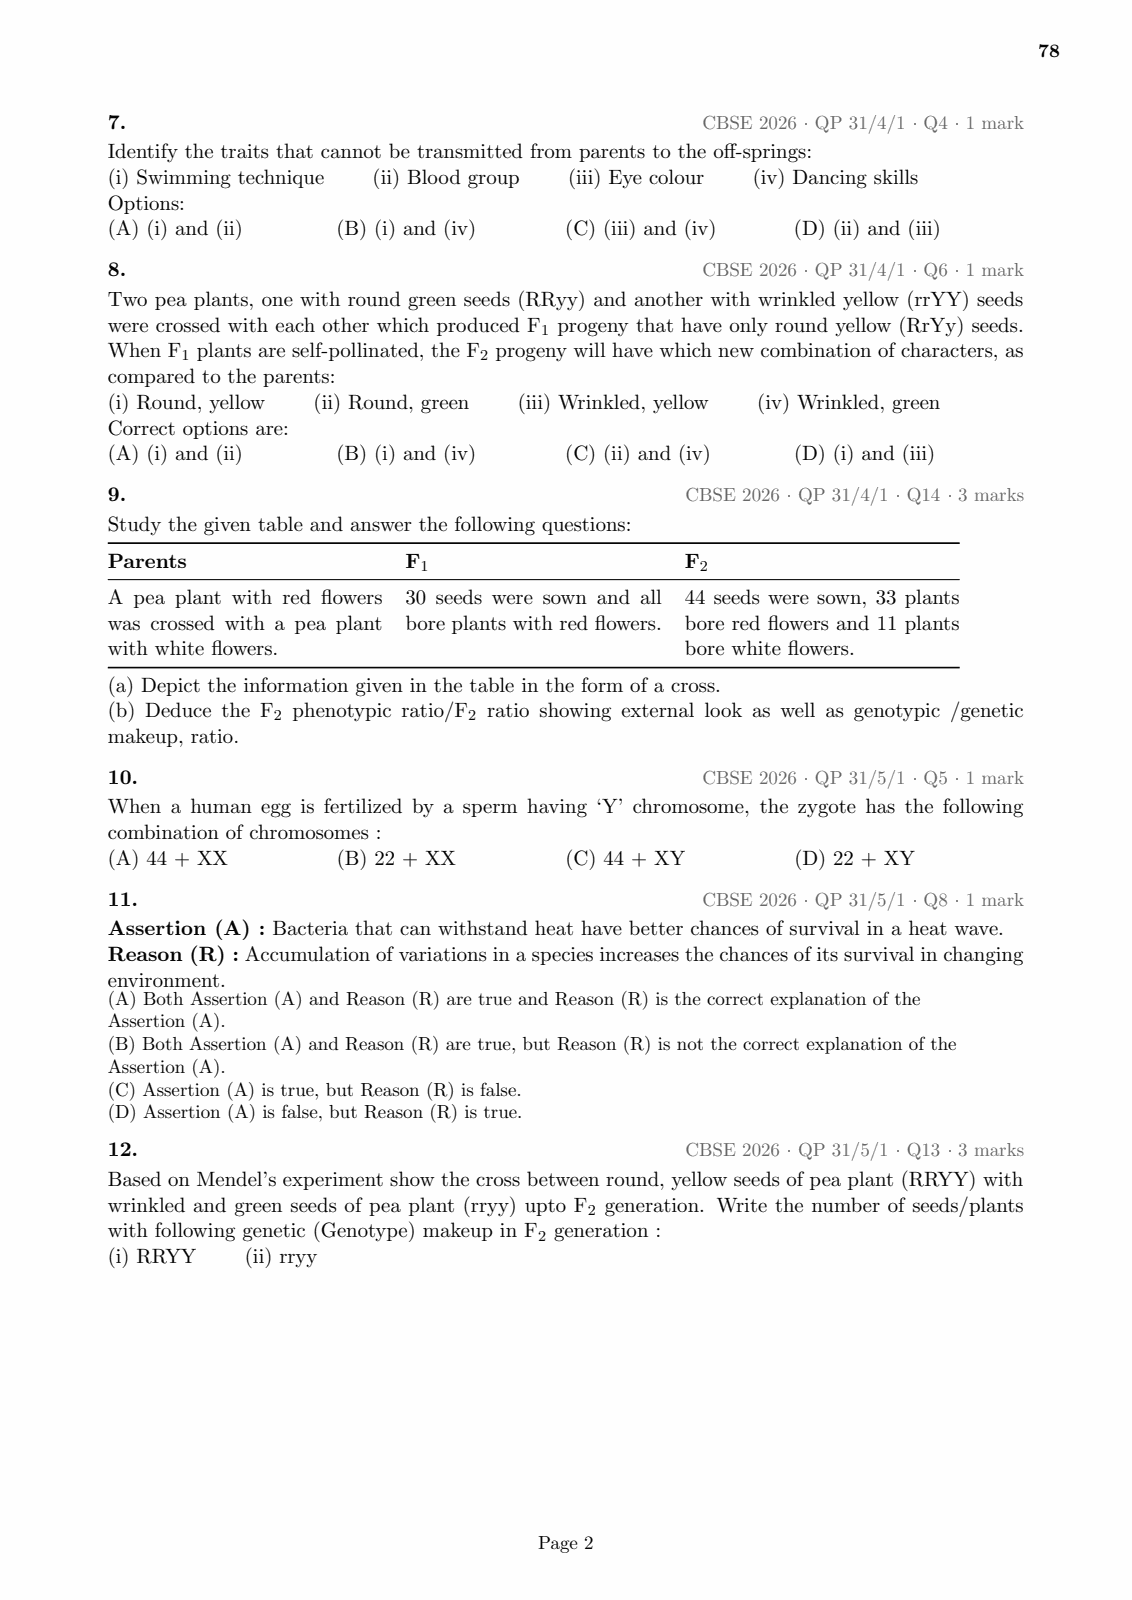 78
7. CBSE 2026 · QP 31/4/1 · Q4 · 1 mark
Identify the traits that cannot be transmitted from parents to the off-springs:
(i) Swimming technique (ii) Blood group (iii) Eye colour (iv) Dancing skills
Options:
(A) (i) and (ii) (B) (i) and (iv) (C) (iii) and (iv) (D) (ii) and (iii)
8. CBSE 2026 · QP 31/4/1 · Q6 · 1 mark
Two pea plants, one with round green seeds (RRyy) and another with wrinkled yellow (rrYY) seeds
were crossed with each other which produced F₁ progeny that have only round yellow (RrYy) seeds.
When F₁ plants are self-pollinated, the F₂ progeny will have which new combination of characters, as
compared to the parents:
(i) Round, yellow (ii) Round, green (iii) Wrinkled, yellow (iv) Wrinkled, green
Correct options are:
(A) (i) and (ii) (B) (i) and (iv) (C) (ii) and (iv) (D) (i) and (iii)
9. CBSE 2026 · QP 31/4/1 · Q14 · 3 marks
Study the given table and answer the following questions:
Parents F₁ F₂
A pea plant with red flowers 30 seeds were sown and all 44 seeds were sown, 33 plants
was crossed with a pea plant bore plants with red flowers. bore red flowers and 11 plants
with white flowers. bore white flowers.
(a) Depict the information given in the table in the form of a cross.
(b) Deduce the F₂ phenotypic ratio/F₂ ratio showing external look as well as genotypic /genetic
makeup, ratio.
10. CBSE 2026 · QP 31/5/1 · Q5 · 1 mark
When a human egg is fertilized by a sperm having ‘Y’ chromosome, the zygote has the following
combination of chromosomes :
(A) 44 + XX (B) 22 + XX (C) 44 + XY (D) 22 + XY
11. CBSE 2026 · QP 31/5/1 · Q8 · 1 mark
Assertion (A) : Bacteria that can withstand heat have better chances of survival in a heat wave.
Reason (R) : Accumulation of variations in a species increases the chances of its survival in changing
environment.
(A) Both Assertion (A) and Reason (R) are true and Reason (R) is the correct explanation of the
Assertion (A).
(B) Both Assertion (A) and Reason (R) are true, but Reason (R) is not the correct explanation of the
Assertion (A).
(C) Assertion (A) is true, but Reason (R) is false.
(D) Assertion (A) is false, but Reason (R) is true.
12. CBSE 2026 · QP 31/5/1 · Q13 · 3 marks
Based on Mendel’s experiment show the cross between round, yellow seeds of pea plant (RRYY) with
wrinkled and green seeds of pea plant (rryy) upto F₂ generation. Write the number of seeds/plants
with following genetic (Genotype) makeup in F₂ generation :
(i) RRYY (ii) rryy
Page 2